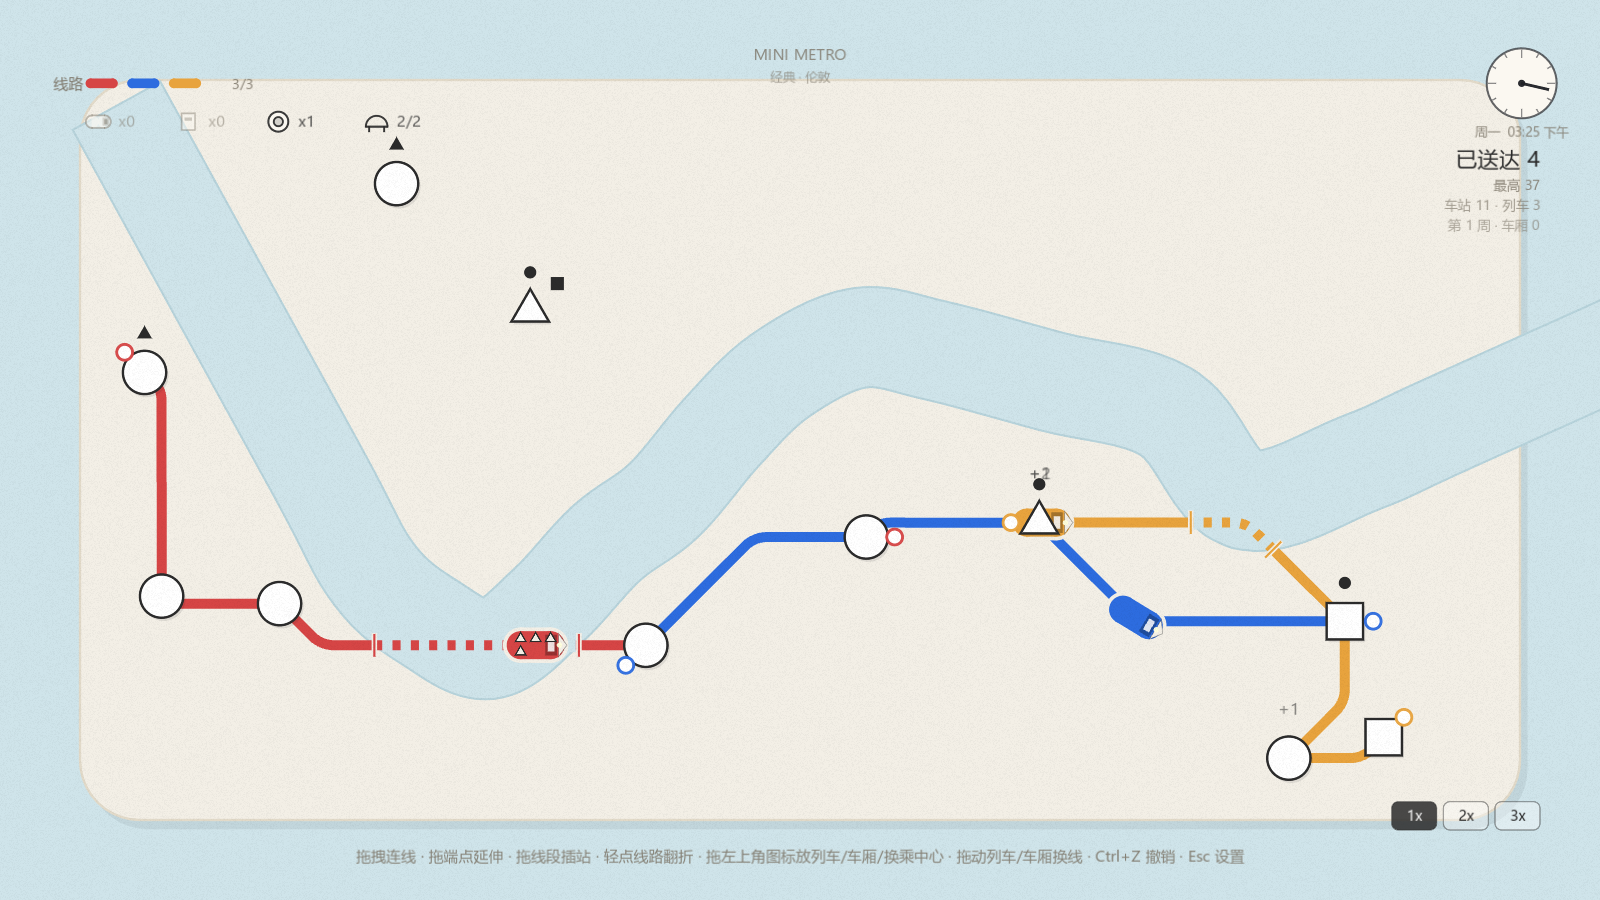 MINI METRO
经典 · 伦敦
线路 3/3
x0 x0 x1 2/2
周一 03:25 下午
已送达 4
最高 37
车站 11 · 列车 3
第 1 周 · 车厢 0
+1
1x 2x 3x
拖拽连线 · 拖端点延伸 · 拖线段插站 · 轻点线路翻折 · 拖左上角图标放列车/车厢/换乘中心 · 拖动列车/车厢换线 · Ctrl+Z 撤销 · Esc 设置